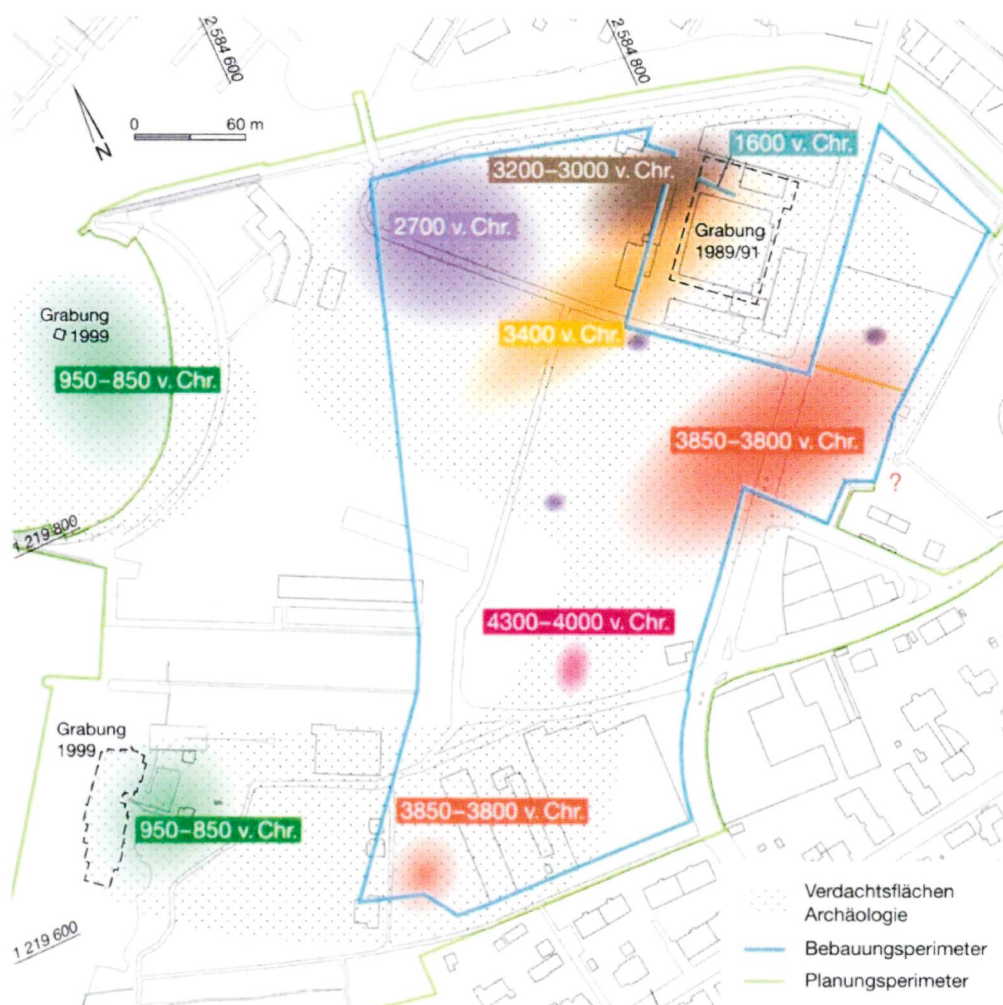 2 584 600
2 584 800
N
0 60 m
1600 v. Chr.
3200–3000 v. Chr.
2700 v. Chr.
Grabung
1989/91
Grabung
1999
3400 v. Chr.
950–850 v. Chr.
3850–3800 v. Chr.
?
1 219 800
4300–4000 v. Chr.
Grabung
1999
3850–3800 v. Chr.
950–850 v. Chr.
1 219 600
Verdachtsflächen
Archäologie
Bebauungsperimeter
Planungsperimeter